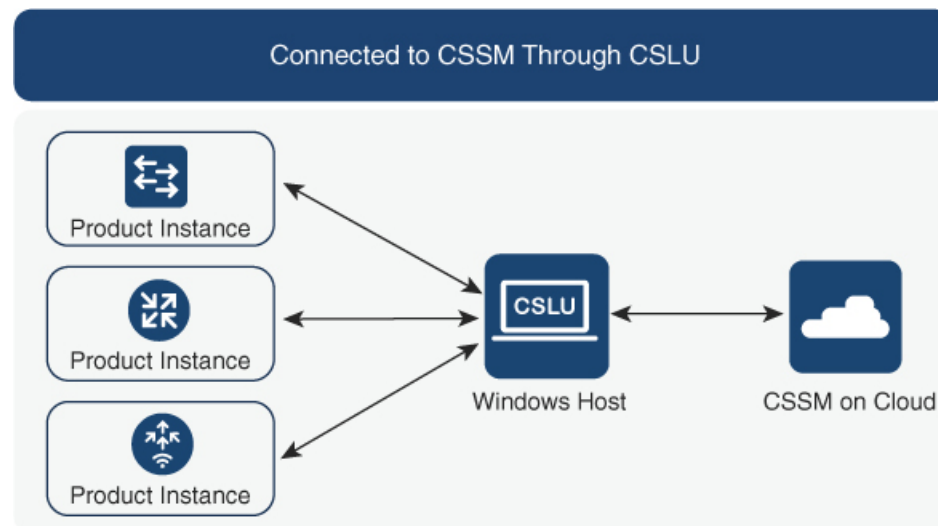 Connected to CSSM Through CSLU
Product Instance
Product Instance
Product Instance
CSLU
Windows Host
CSSM on Cloud